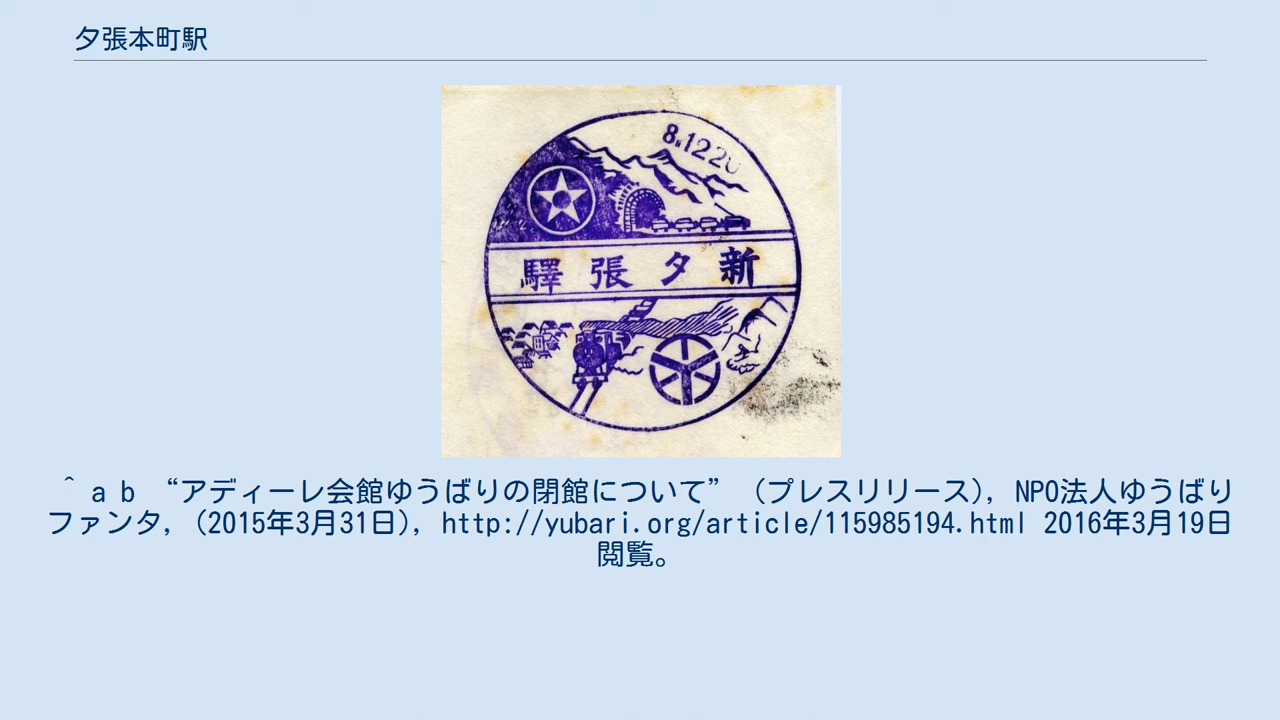 夕張本町駅
8.12.20
驛張夕新
^ a b “アディーレ会館ゆうばりの閉館について” (プレスリリース), NPO法人ゆうばり
ファンタ, (2015年3月31日), http://yubari.org/article/115985194.html 2016年3月19日
閲覧。